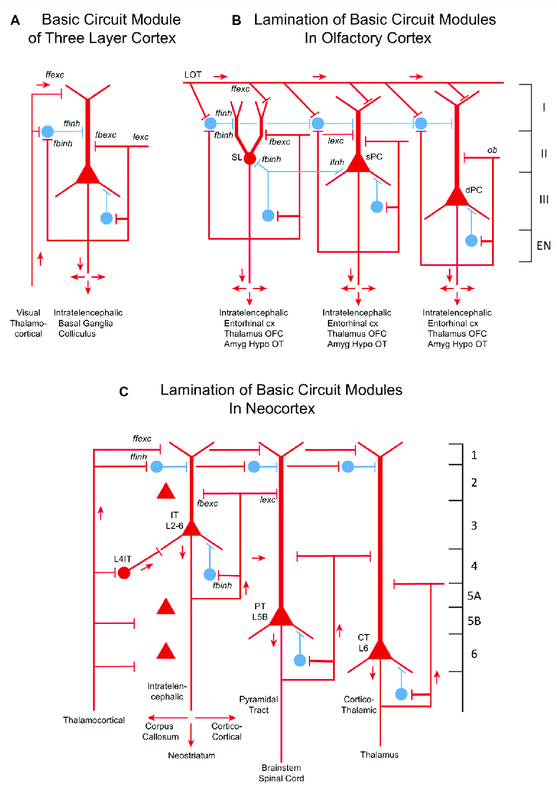 A
Basic Circuit Module
of Three Layer Cortex
ffexc
ffinh
fbinh
fbexc
lexc
Visual
Thalamo-
cortical
Intratelencephalic
Basal Ganglia
Colliculus
B
Lamination of Basic Circuit Modules
In Olfactory Cortex
LOT
ffexc
ffinh
fbinh
fbexc
lexc
SL
fbinh
linh
sPC
dPC
ob
I
II
III
EN
Intratelencephalic
Entorhinal cx
Thalamus OFC
Amyg Hypo OT
Intratelencephalic
Entorhinal cx
Thalamus OFC
Amyg Hypo OT
Intratelencephalic
Entorhinal cx
Thalamus OFC
Amyg Hypo OT
C
Lamination of Basic Circuit Modules
In Neocortex
ffexc
ffinh
fbexc
lexc
IT
L2-6
L4IT
fbinh
PT
L5B
CT
L6
1
2
3
4
5A
5B
6
Thalamocortical
Intratelen-
cephalic
Corpus
Callosum
Cortico-
Cortical
Neostriatum
Pyramidal
Tract
Brainstem
Spinal Cord
Cortico-
Thalamic
Thalamus